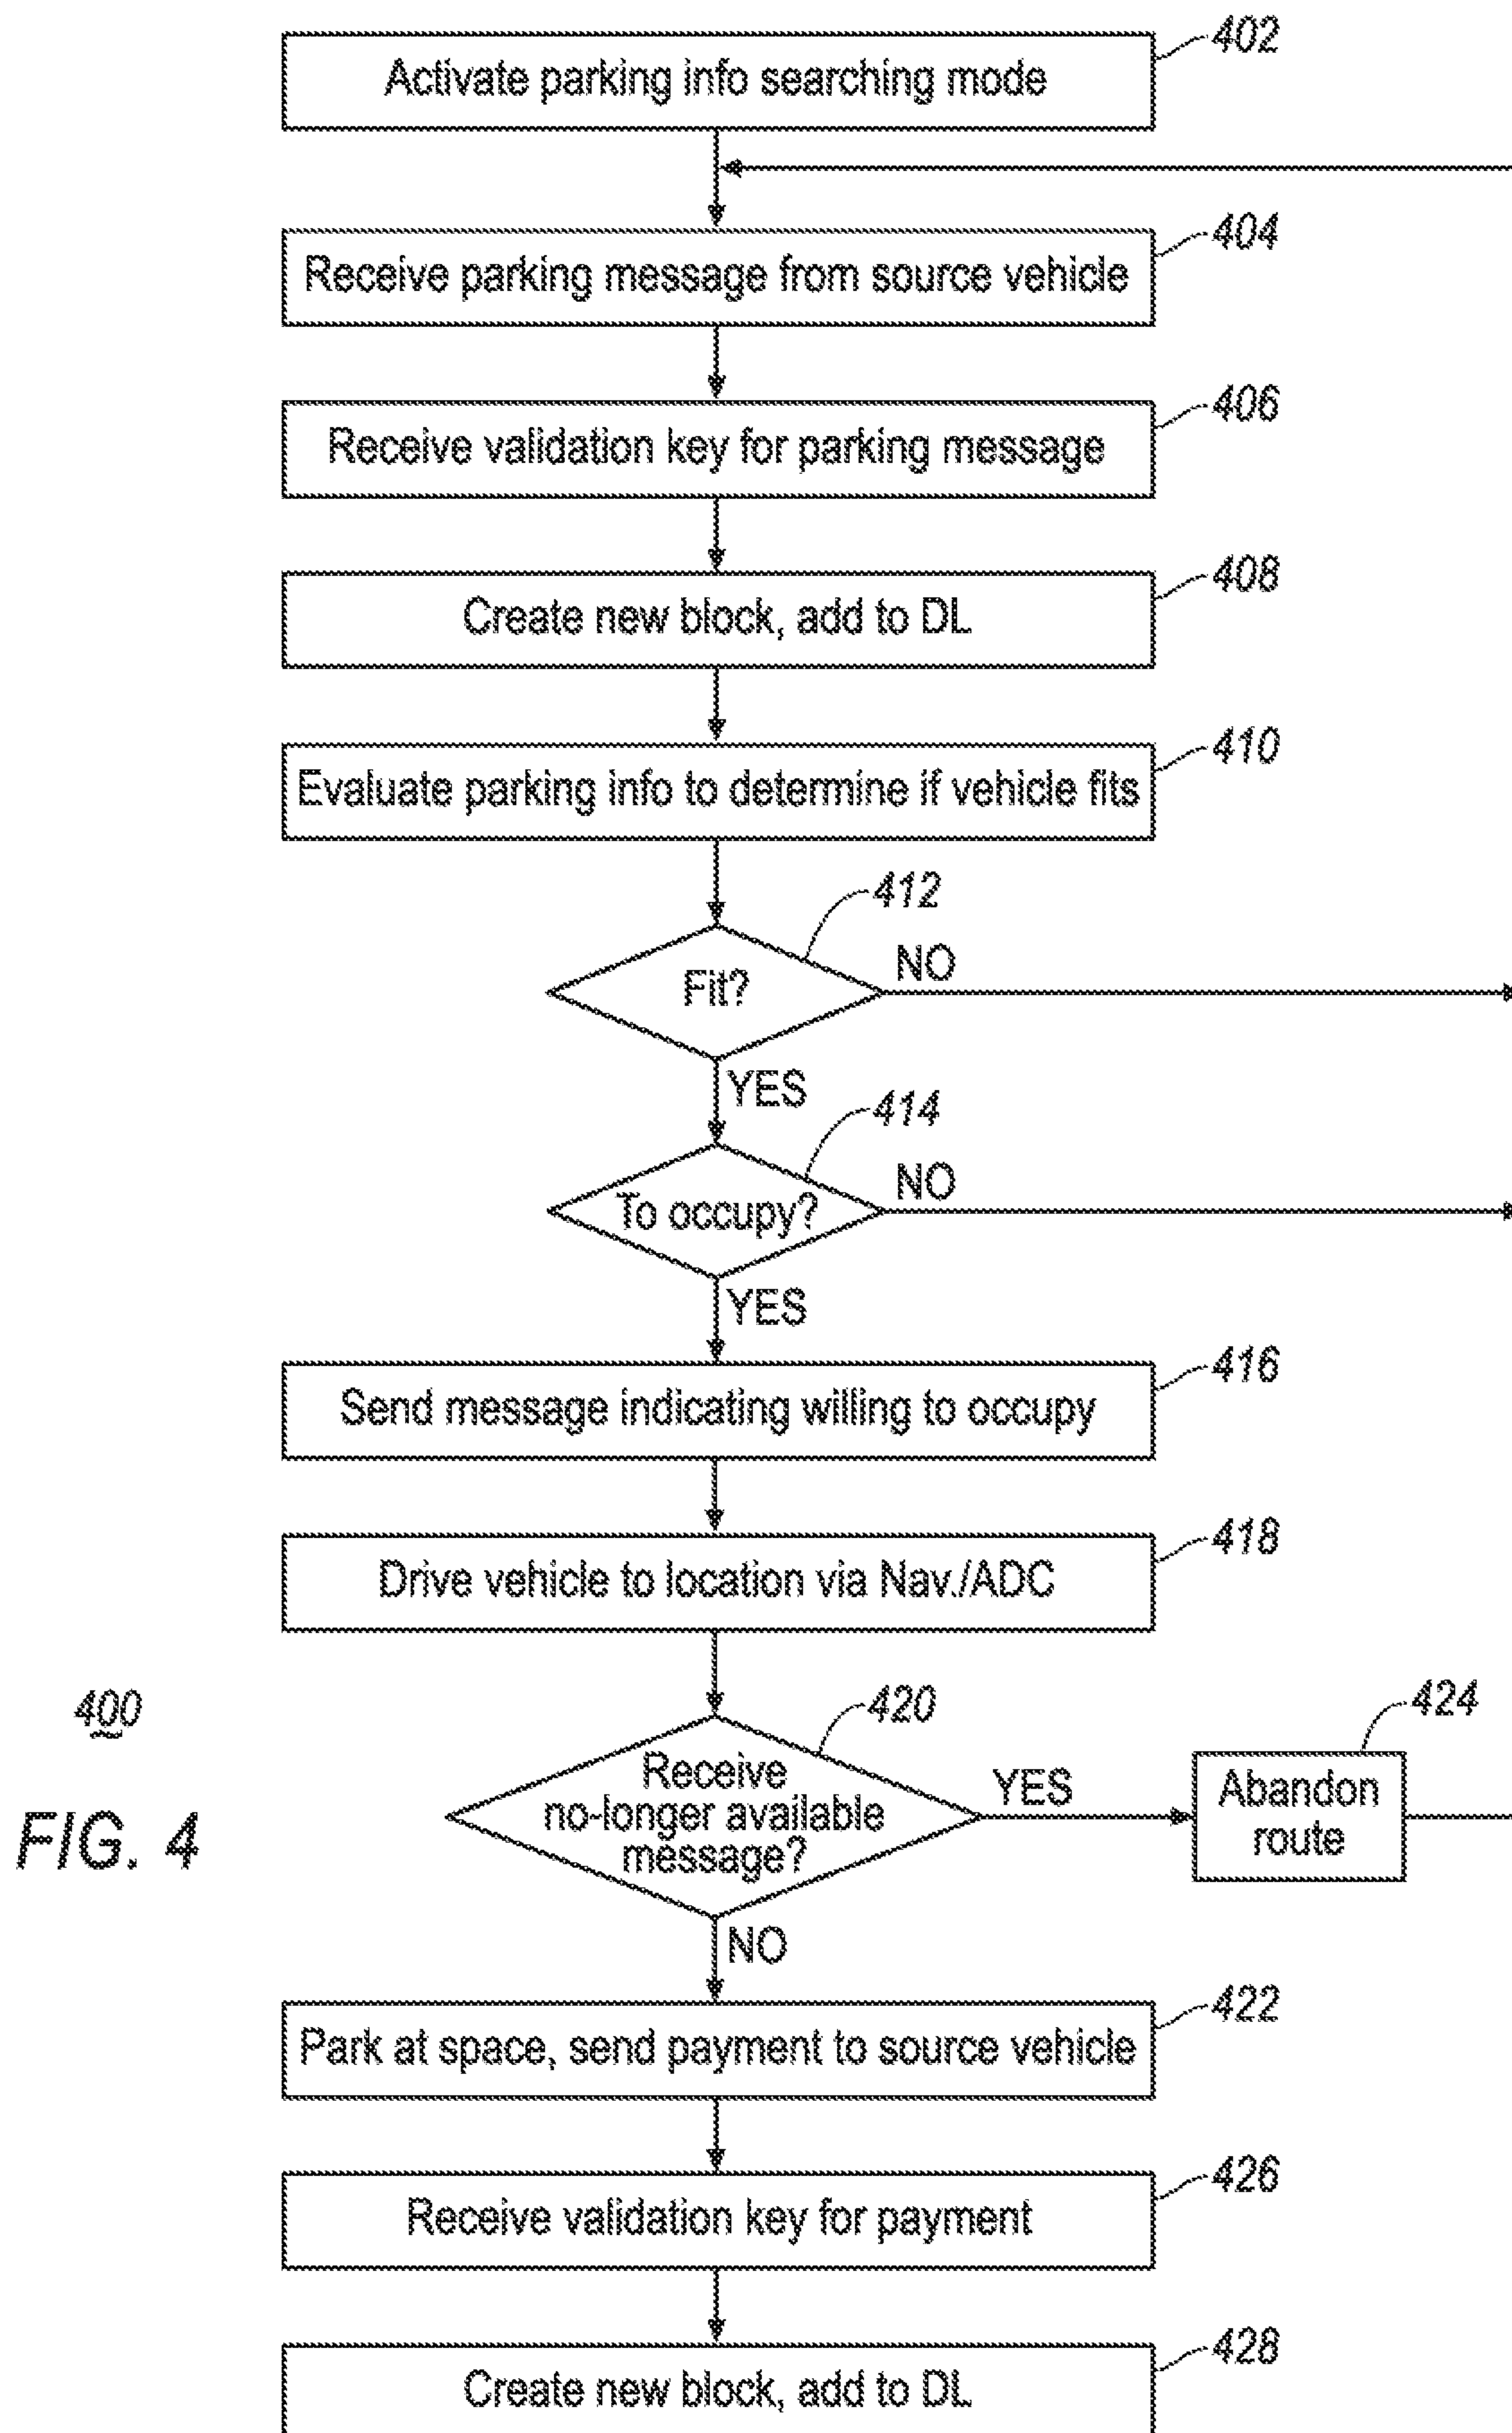 402
Activate parking info searching mode
404
Receive parking message from source vehicle
406
Receive validation key for parking message
408
Create new block, add to DL
410
Evaluate parking info to determine if vehicle fits
412
Fit?
NO
YES
414
To occupy?
NO
YES
416
Send message indicating willing to occupy
418
Drive vehicle to location via Nav./ADC
400
FIG. 4
420
Receive
no-longer available
message?
YES
424
Abandon
route
NO
422
Park at space, send payment to source vehicle
426
Receive validation key for payment
428
Create new block, add to DL